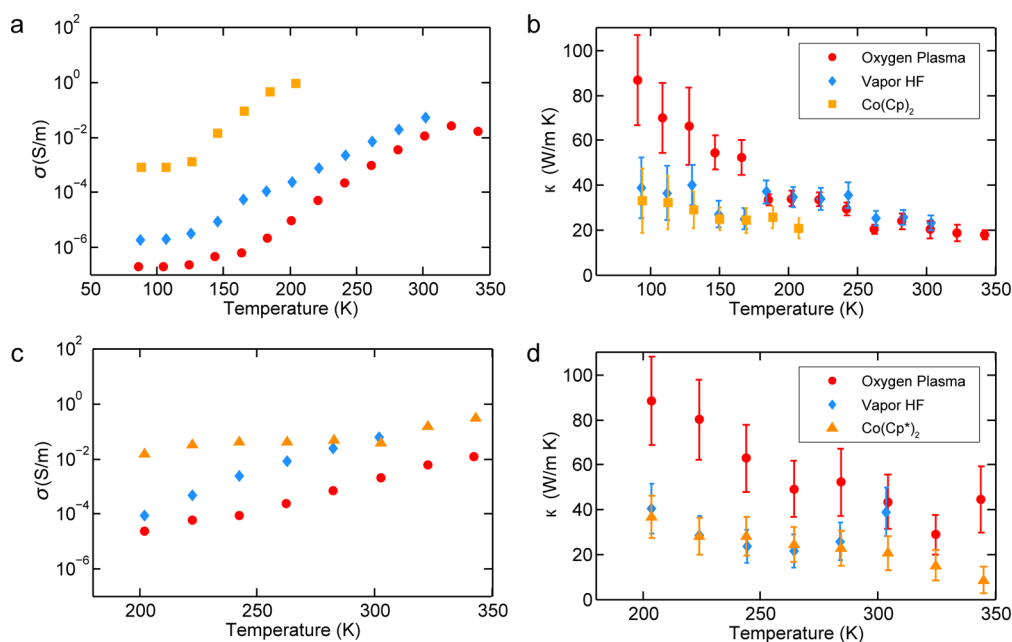 a
10^2
10^0
10^−2
10^−4
10^−6
σ(S/m)
50 100 150 200 250 300 350
Temperature (K)
b
100
80
60
40
20
0
κ (W/m K)
Oxygen Plasma
Vapor HF
Co(Cp)2
100 150 200 250 300 350
Temperature (K)
c
10^2
10^0
10^−2
10^−4
10^−6
σ(S/m)
200 250 300 350
Temperature (K)
d
100
80
60
40
20
0
κ (W/m K)
Oxygen Plasma
Vapor HF
Co(Cp*)2
200 250 300 350
Temperature (K)